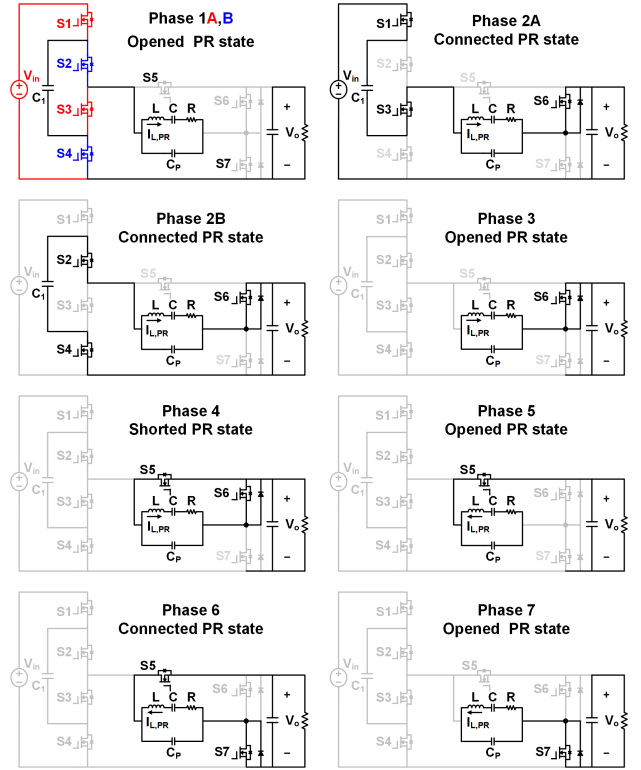 Phase 1A,B
Opened PR state
S1
S2
S3
S4
Vin
C1
S5
S6
S7
L C R
IL,PR
CP
+
Vo
−
Phase 2A
Connected PR state
S1
S2
S3
S4
Vin
C1
S5
S6
S7
L C R
IL,PR
CP
+
Vo
−
Phase 2B
Connected PR state
S1
S2
S3
S4
Vin
C1
S5
S6
S7
L C R
IL,PR
CP
+
Vo
−
Phase 3
Opened PR state
S1
S2
S3
S4
Vin
C1
S5
S6
S7
L C R
IL,PR
CP
+
Vo
−
Phase 4
Shorted PR state
S1
S2
S3
S4
Vin
C1
S5
S6
S7
L C R
IL,PR
CP
+
Vo
−
Phase 5
Opened PR state
S1
S2
S3
S4
Vin
C1
S5
S6
S7
L C R
IL,PR
CP
+
Vo
−
Phase 6
Connected PR state
S1
S2
S3
S4
Vin
C1
S5
S6
S7
L C R
IL,PR
CP
+
Vo
−
Phase 7
Opened PR state
S1
S2
S3
S4
Vin
C1
S5
S6
S7
L C R
IL,PR
CP
+
Vo
−